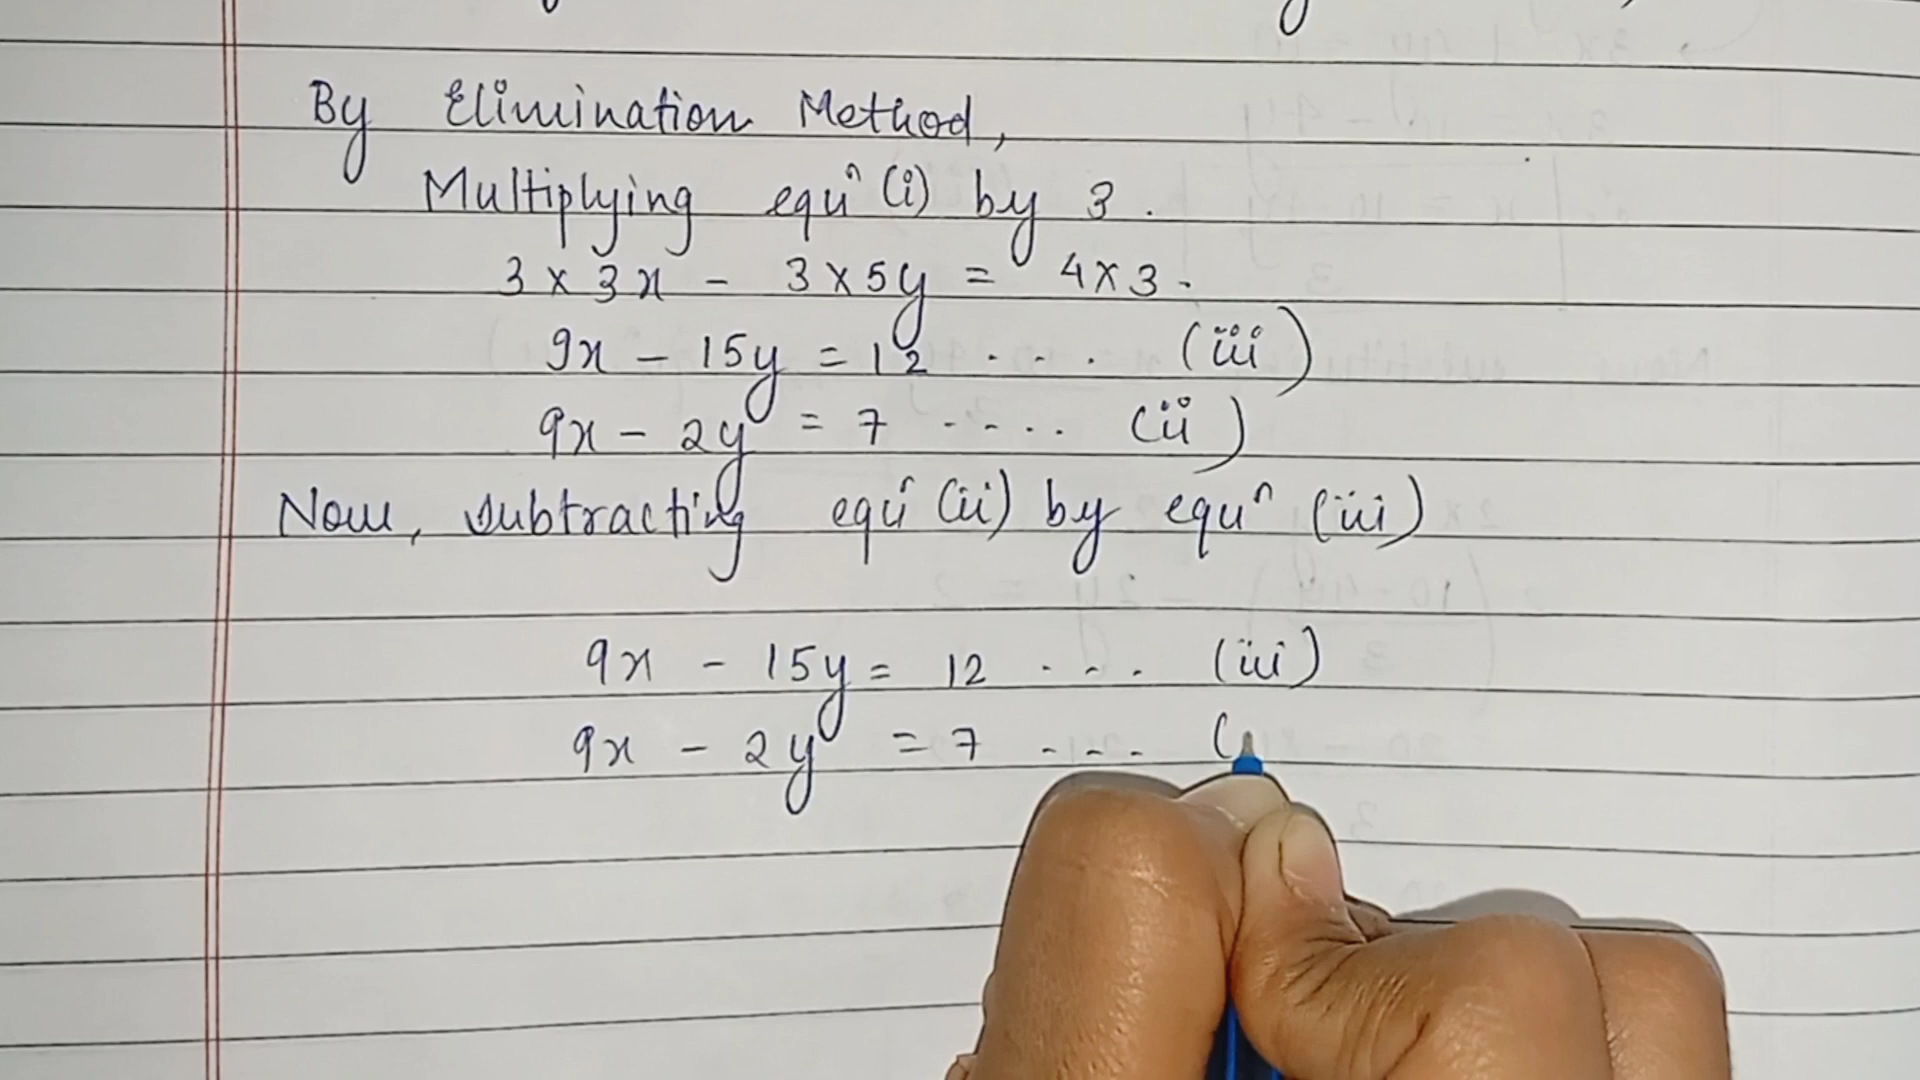 By Elimination Method,
Multiplying equⁿ (i) by 3.
3 × 3x - 3 × 5y = 4 × 3.
9x - 15y = 12 .... (iii)
9x - 2y = 7 .... (ii)
Now, subtracting equⁿ (ii) by equⁿ (iii)
9x - 15y = 12 ... (iii)
9x - 2y = 7 ... (